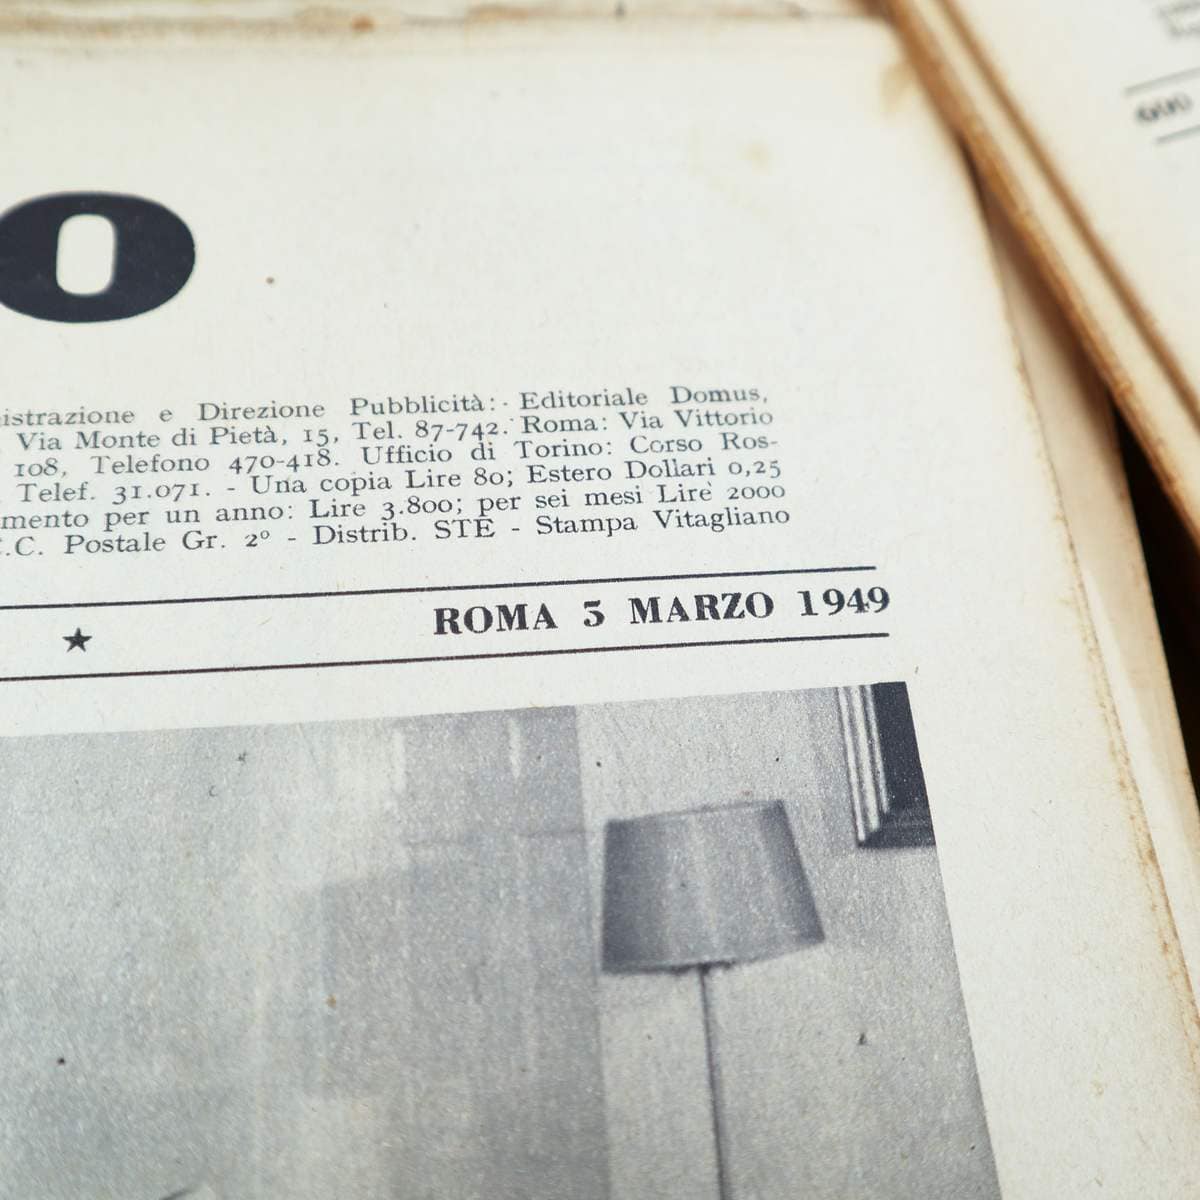 O
istrazione e Direzione Pubblicità: Editoriale Domus,
Via Monte di Pietà, 15, Tel. 87-742. Roma: Via Vittorio
108, Telefono 470-418. Ufficio di Torino: Corso Ros-
Telef. 31.071. - Una copia Lire 80; Estero Dollari 0,25
mento per un anno: Lire 3.800; per sei mesi Lire 2000
.C. Postale Gr. 2° - Distrib. STE - Stampa Vitagliano
★ ROMA 3 MARZO 1949